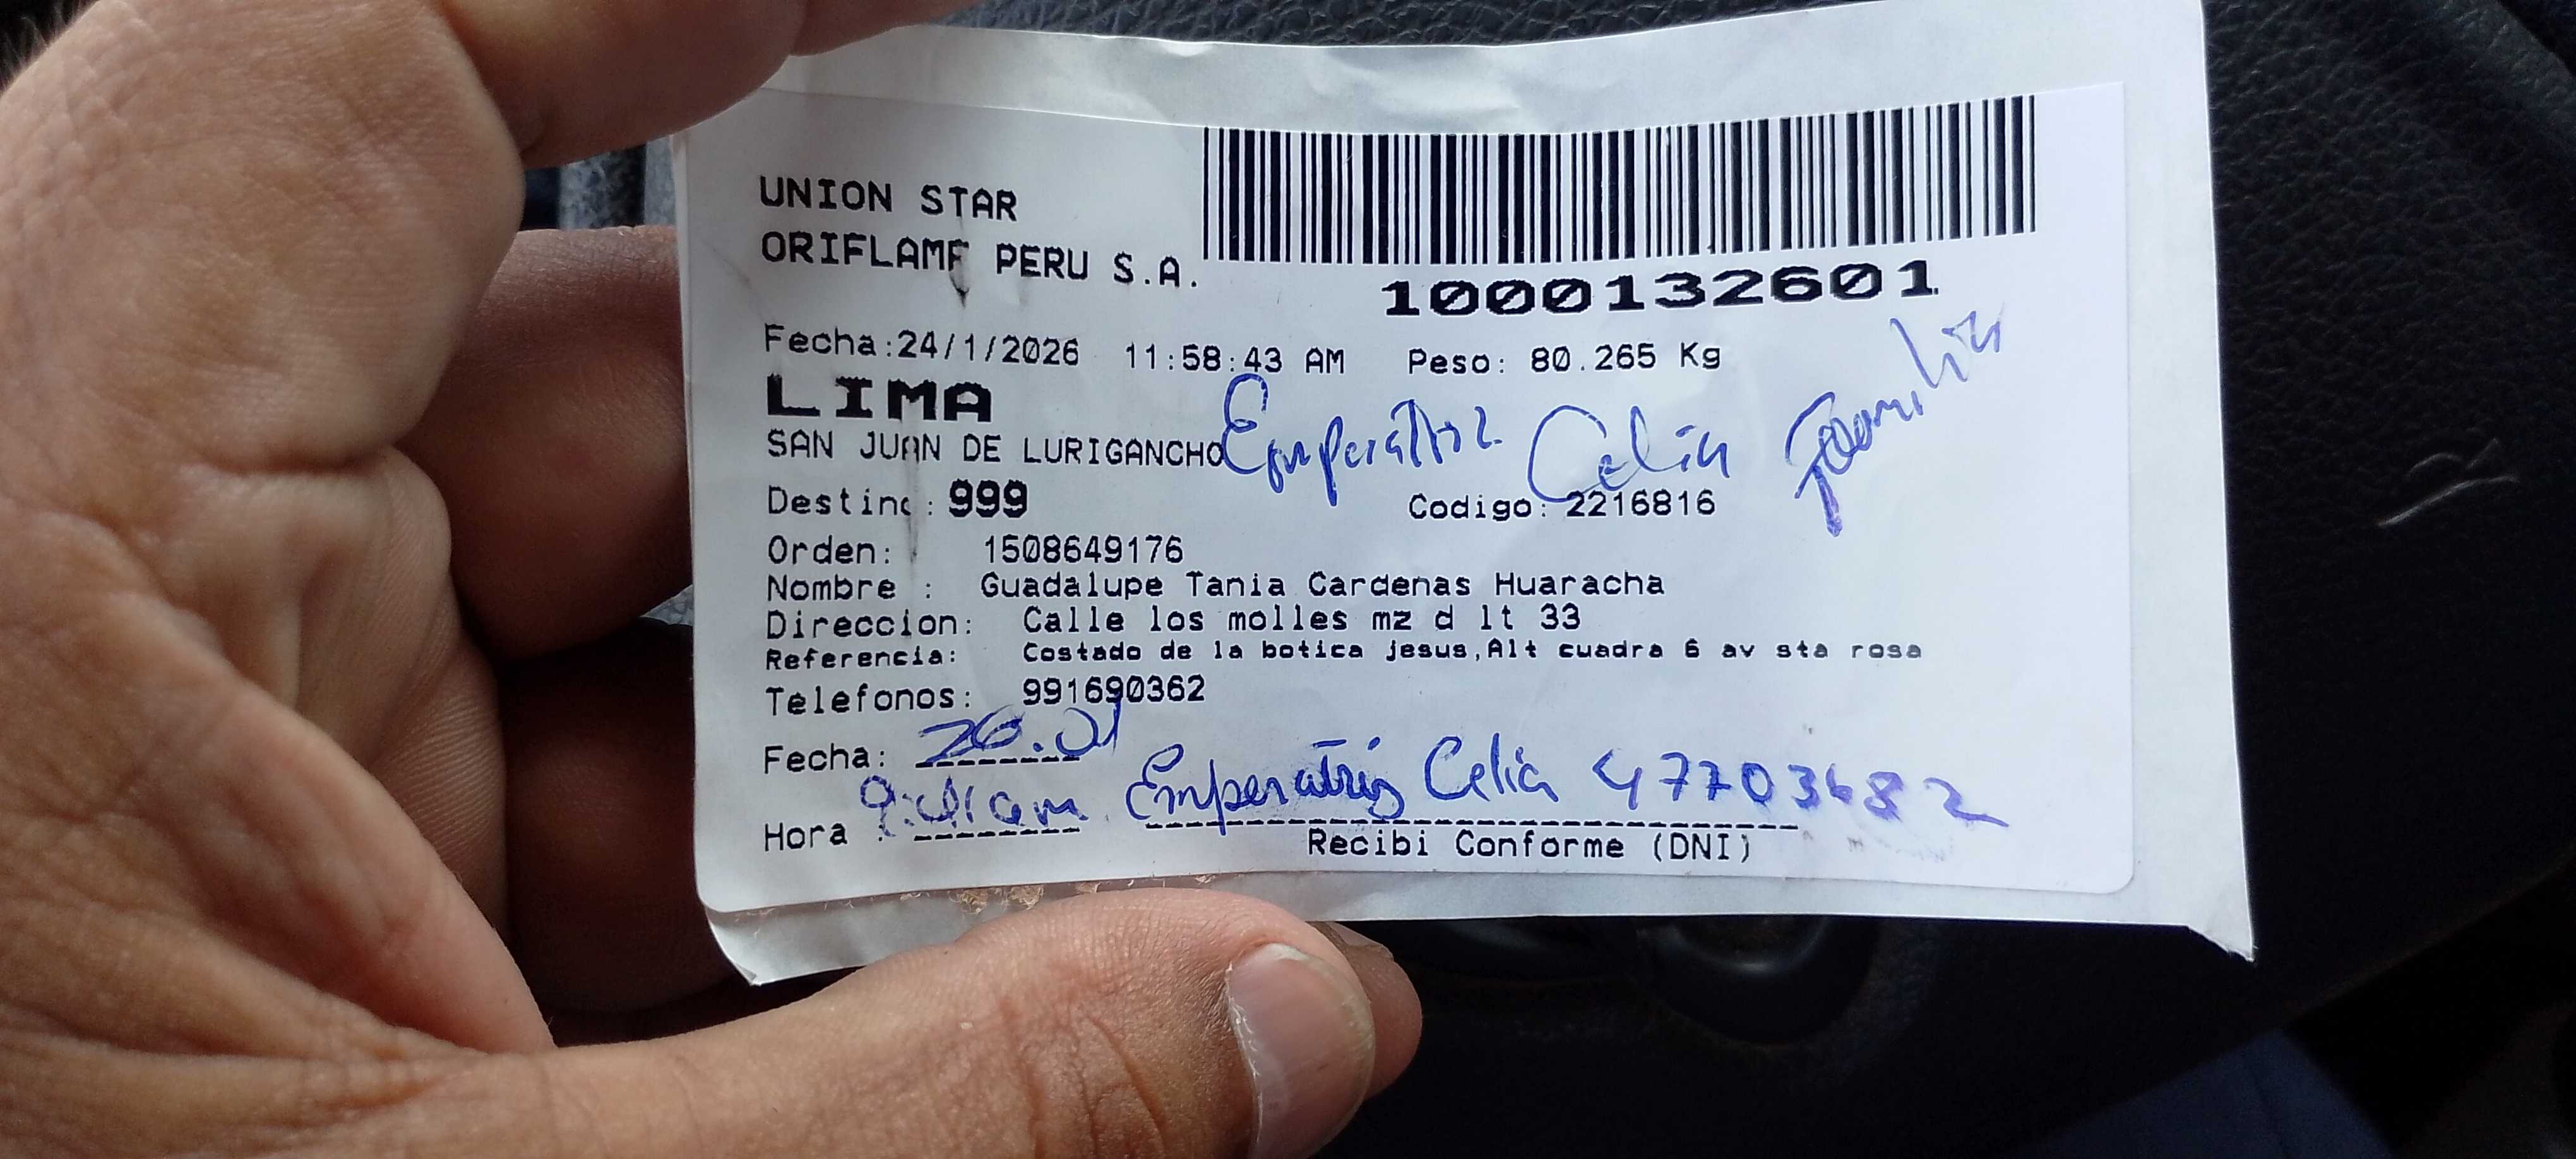 UNION STAR
ORIFLAME PERU S.A.
1000132601
Fecha:24/1/2026 11:58:43 AM Peso: 80.265 Kg
LIMA
SAN JUAN DE LURIGANCHO Emperatriz Celia Familia
Destino: 999 Codigo: 2216816
Orden: 1508649176
Nombre : Guadalupe Tania Cardenas Huaracha
Direccion: Calle los molles mz d lt 33
Referencia: Costado de la botica jesus,Alt cuadra 6 av sta rosa
Telefonos: 991690362
Fecha: 26.01
Hora : Emperatriz Celia 47703682
Recibi Conforme (DNI)